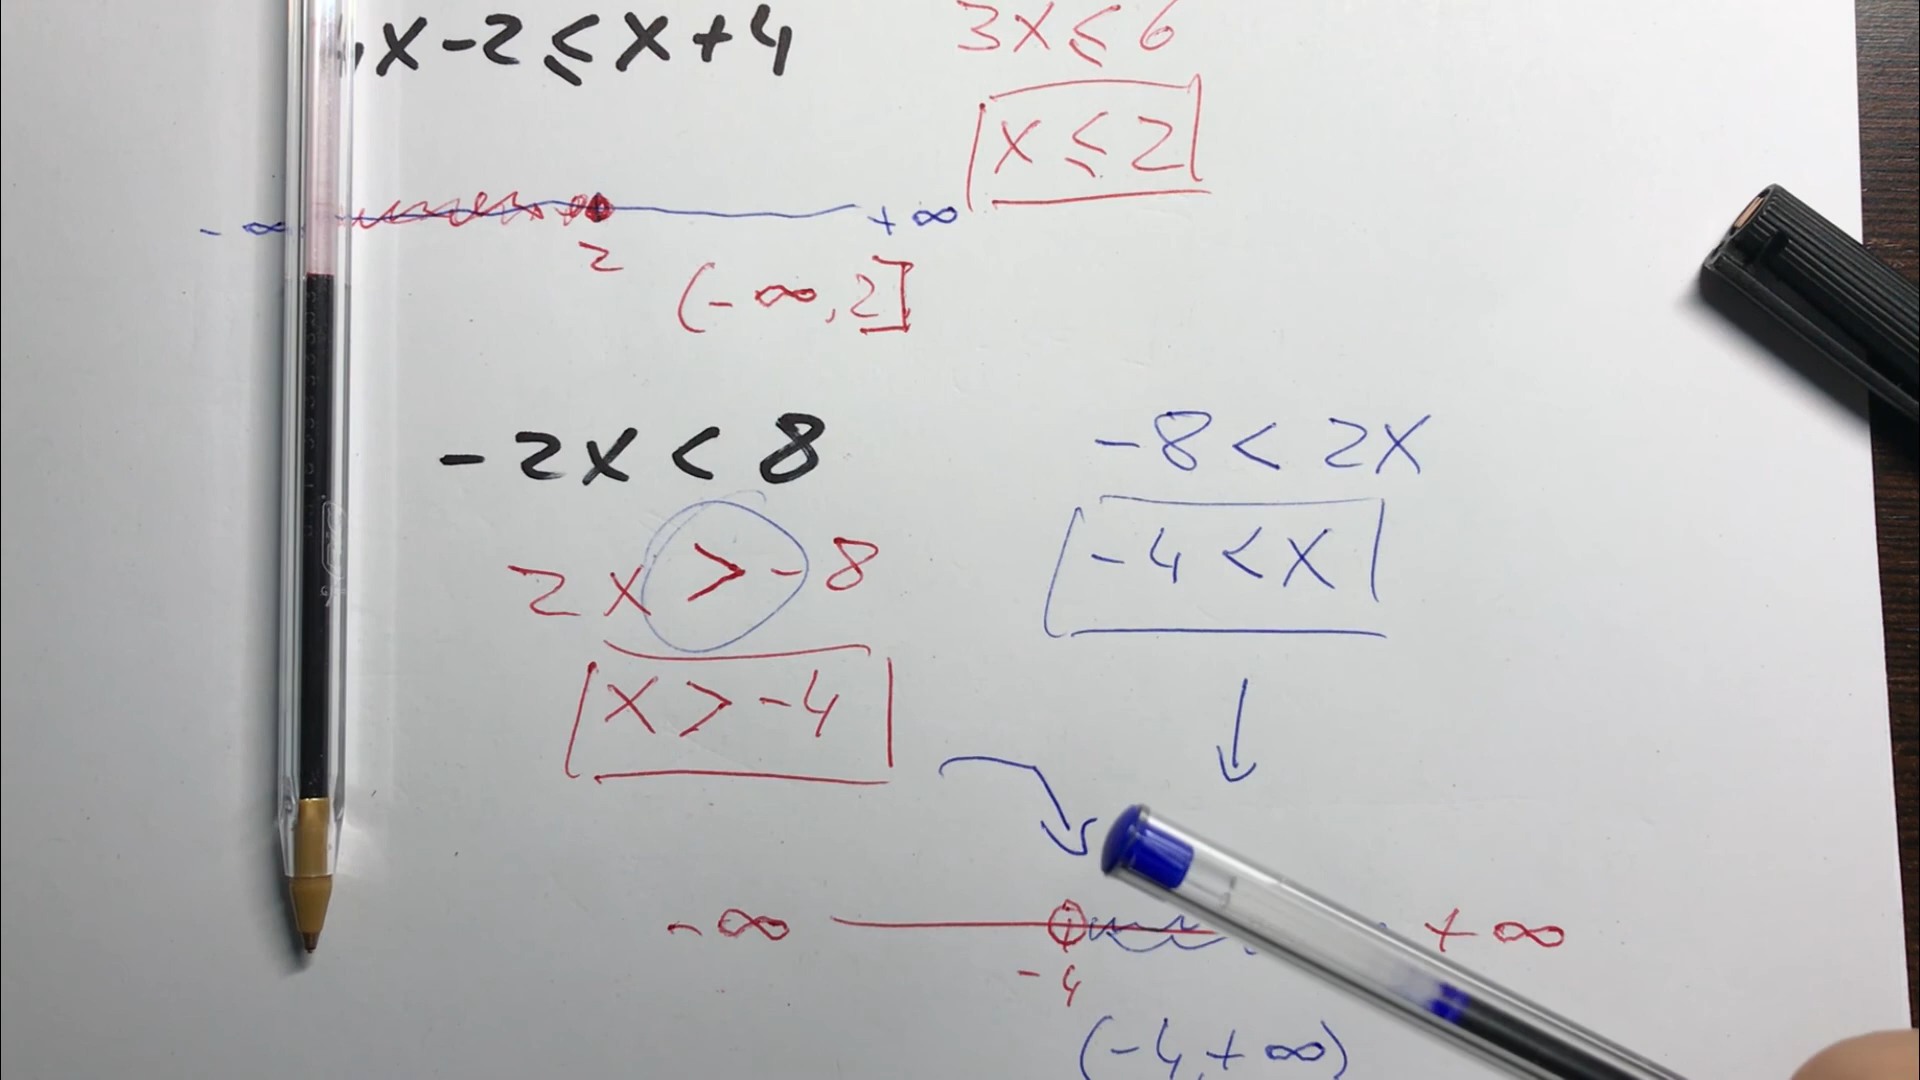 x-2≤x+4
3x≤6
x≤2
-∞ +∞
2
(-∞,2]
-2x<8
-8<2x
2x>-8
-4<x
x>-4
-∞ +∞
-4
(-4,+∞)